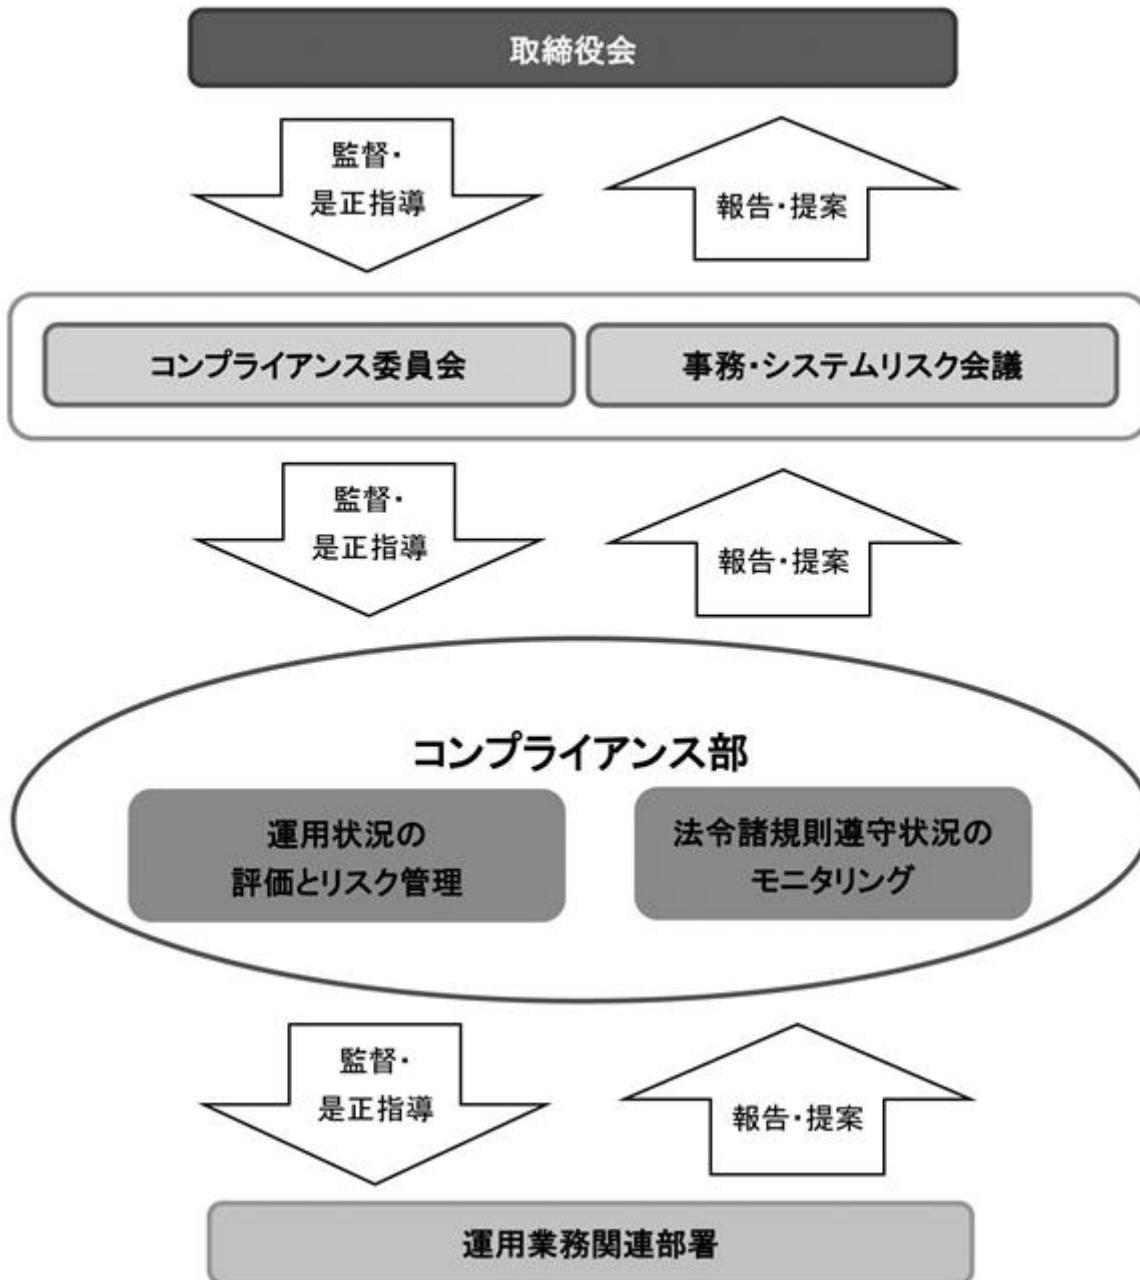 取締役会
監督・
是正指導
報告・提案
コンプライアンス委員会
事務・システムリスク会議
監督・
是正指導
報告・提案
コンプライアンス部
運用状況の
評価とリスク管理
法令諸規則遵守状況の
モニタリング
監督・
是正指導
報告・提案
運用業務関連部署